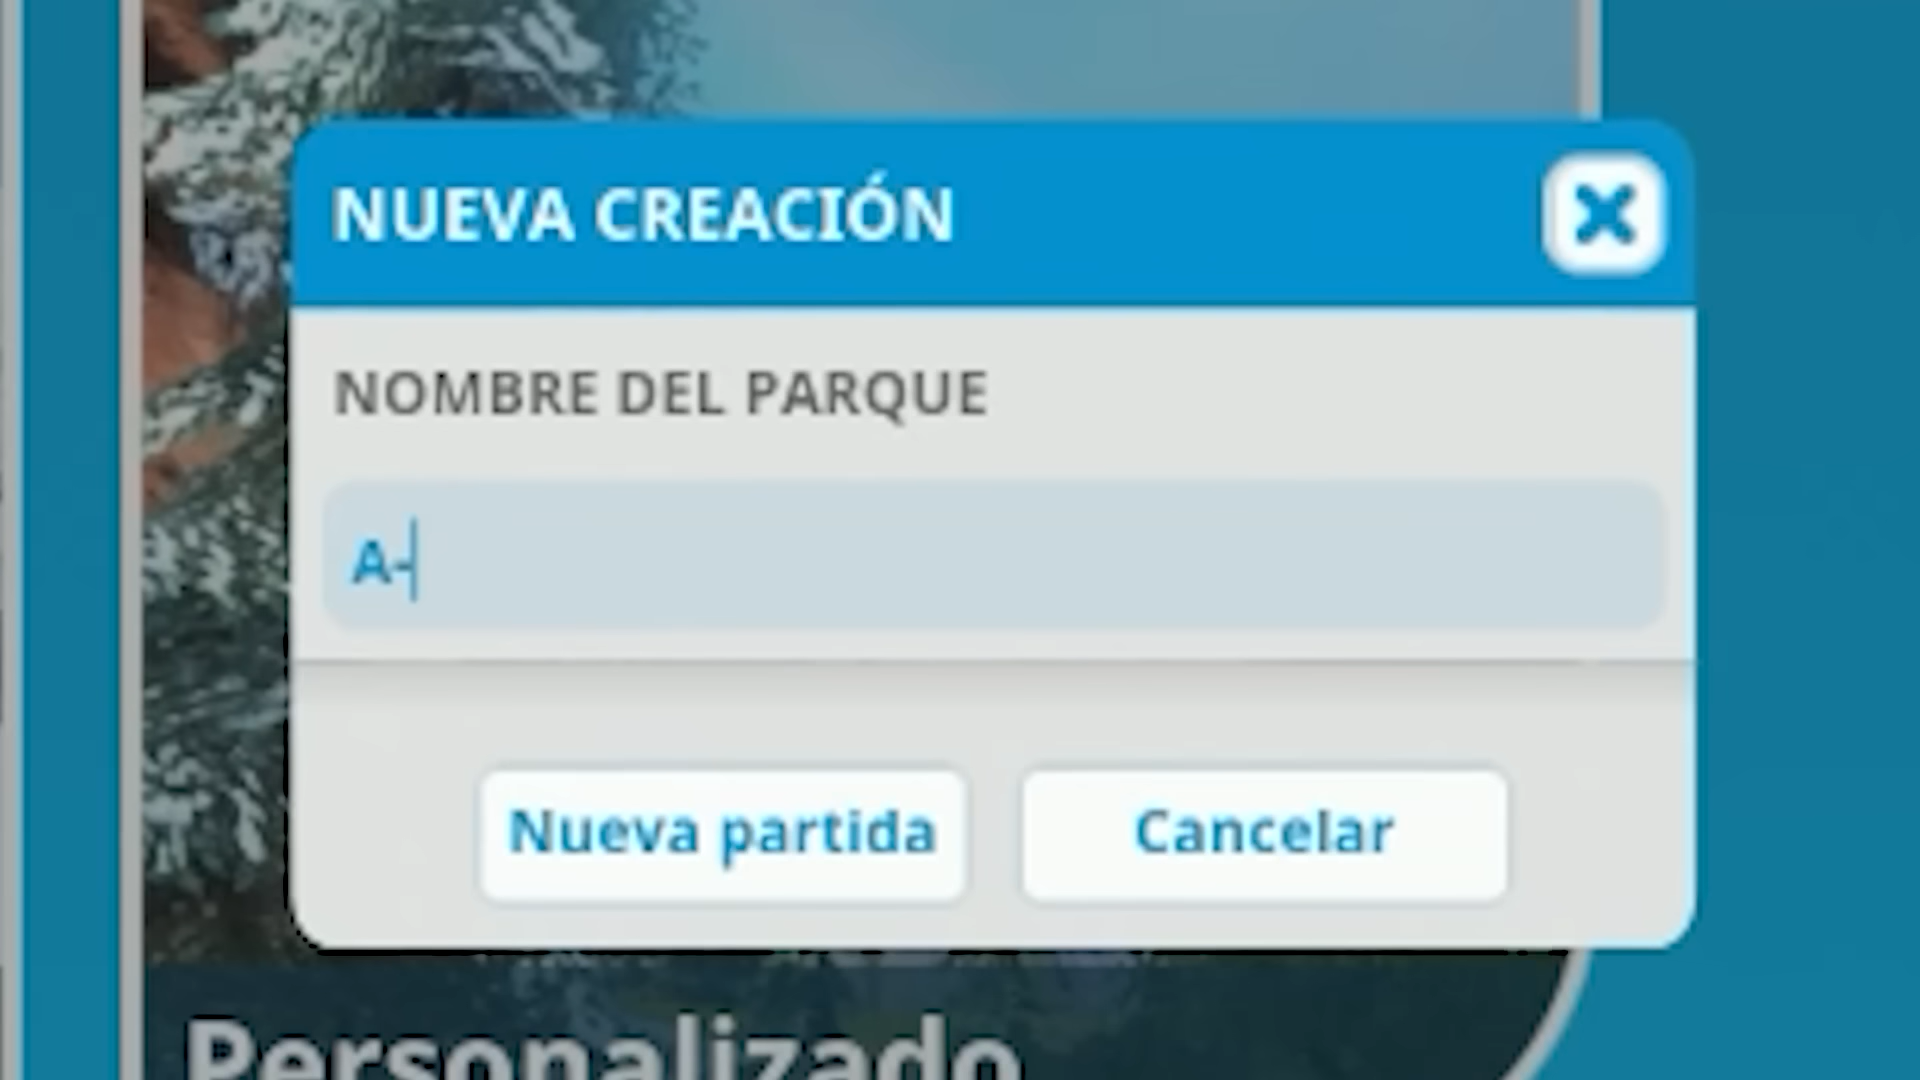 NUEVA CREACIÓN
NOMBRE DEL PARQUE
A-
Nueva partida
Cancelar
Personalizado